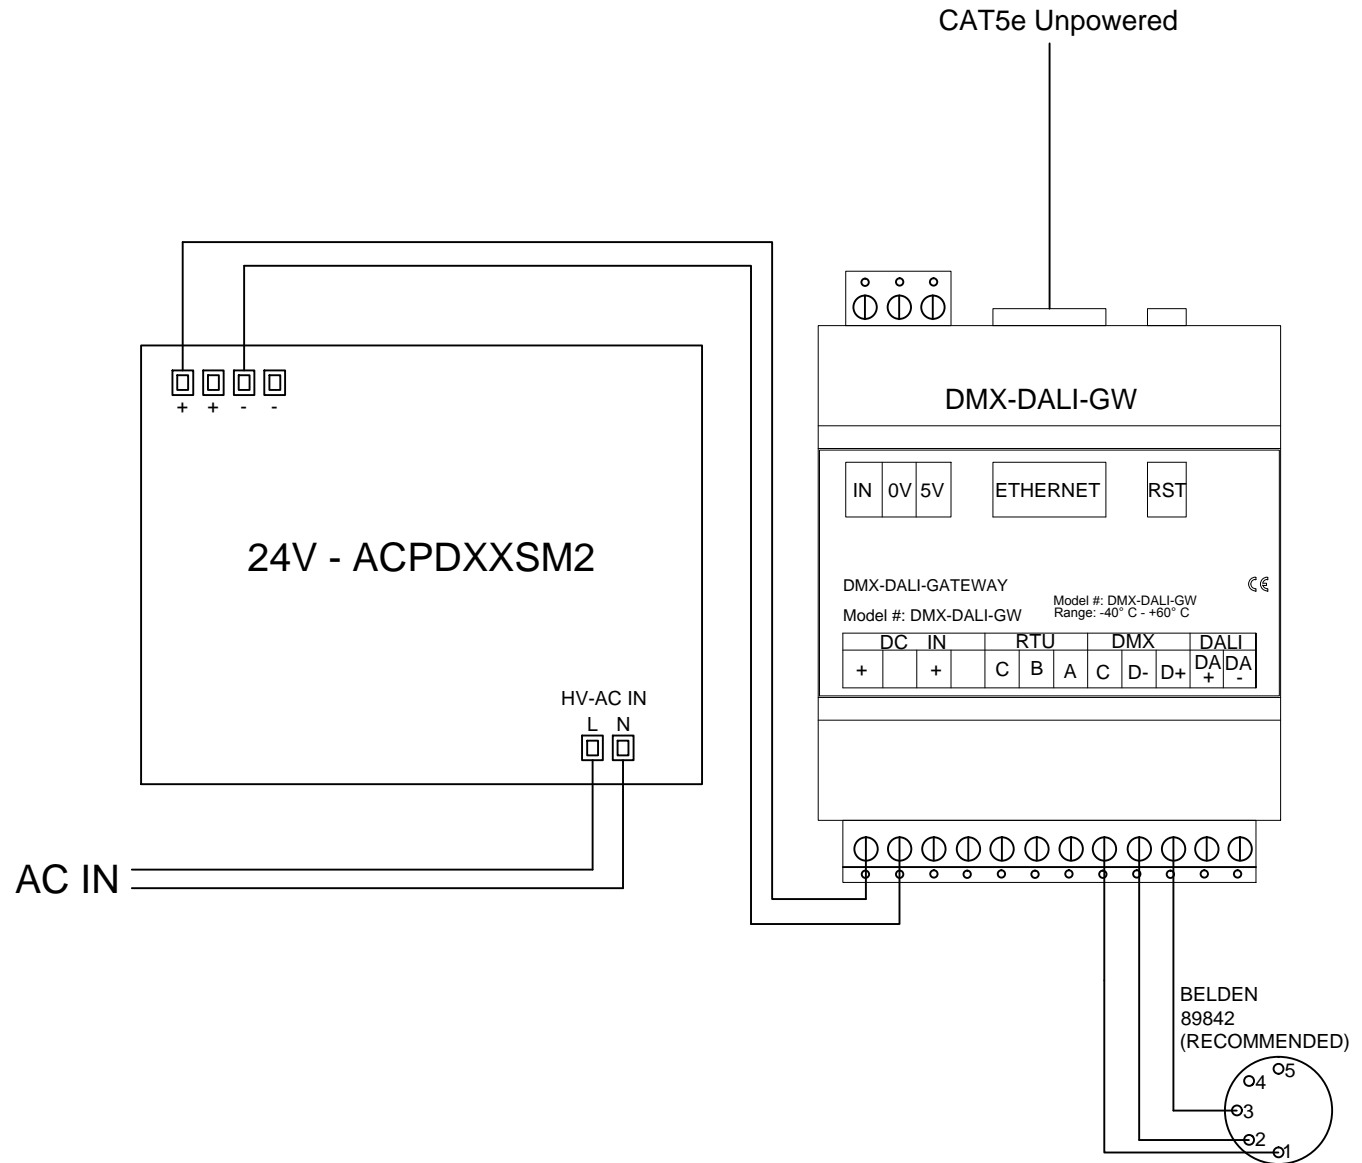 CAT5e Unpowered
DMX-DALI-GW
+ + - -
IN 0V 5V ETHERNET RST
24V - ACPDXXSM2
DMX-DALI-GATEWAY CE
Model #: DMX-DALI-GW
Model #: DMX-DALI-GW
Range: -40° C - +60° C
DC IN RTU DMX DALI
+ + C B A C D- D+ DA+ DA-
HV-AC IN
L N
AC IN
BELDEN
89842
(RECOMMENDED)
5
4
3
2
1